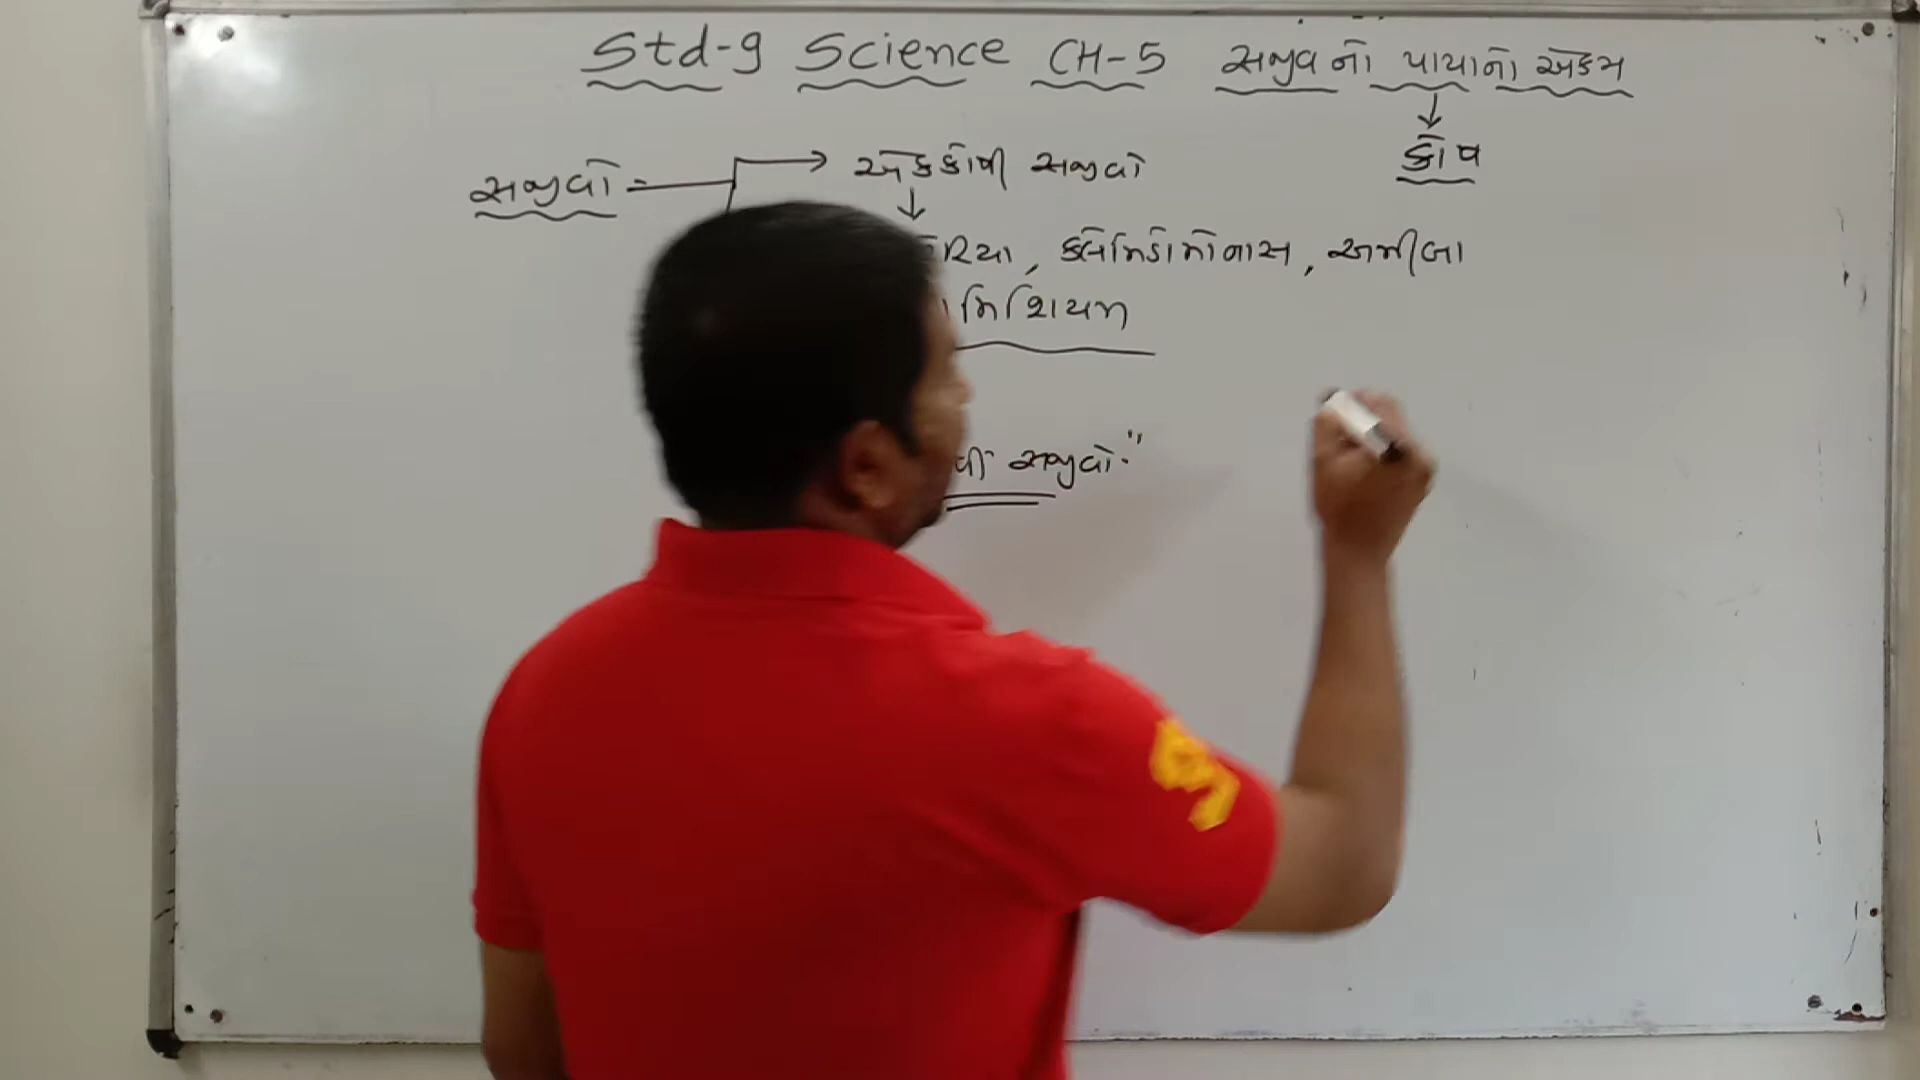 Std-9 Science CH-5 સજીવનો પાયાનો એકમ
કોષ
સજીવો = એકકોષી સજીવો
રિયા, ક્લેમિડોમોનાસ, અમીબા
મિશિયમ
ષી સજીવો."